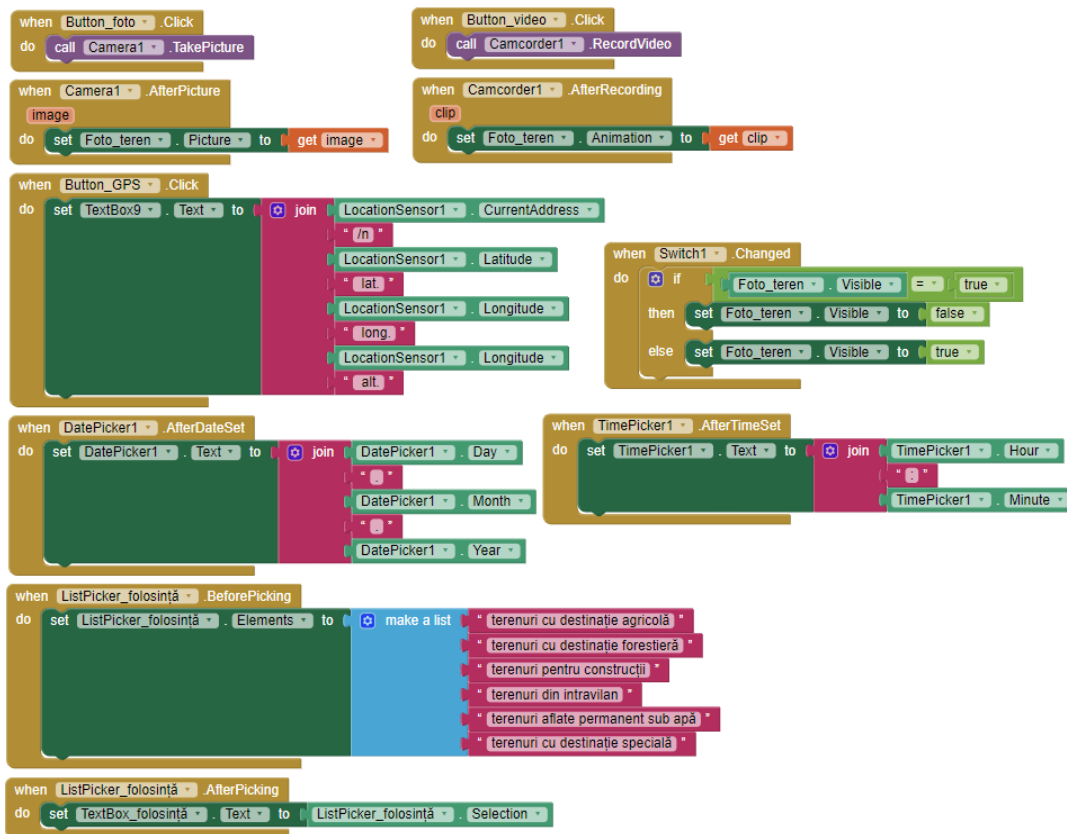 when Button_foto .Click
do call Camera1 .TakePicture
when Button_video .Click
do call Camcorder1 .RecordVideo
when Camera1 .AfterPicture
image
do set Foto_teren . Picture to get image
when Camcorder1 .AfterRecording
clip
do set Foto_teren . Animation to get clip
when Button_GPS .Click
do set TextBox9 . Text to join LocationSensor1 . CurrentAddress
" /n "
LocationSensor1 . Latitude
" lat. "
LocationSensor1 . Longitude
" long. "
LocationSensor1 . Longitude
" alt. "
when Switch1 .Changed
do if Foto_teren . Visible = true
then set Foto_teren . Visible to false
else set Foto_teren . Visible to true
when DatePicker1 .AfterDateSet
do set DatePicker1 . Text to join DatePicker1 . Day
" . "
DatePicker1 . Month
" . "
DatePicker1 . Year
when TimePicker1 .AfterTimeSet
do set TimePicker1 . Text to join TimePicker1 . Hour
" : "
TimePicker1 . Minute
when ListPicker_folosință .BeforePicking
do set ListPicker_folosință . Elements to make a list " terenuri cu destinație agricolă "
" terenuri cu destinație forestieră "
" terenuri pentru construcții "
" terenuri din intravilan "
" terenuri aflate permanent sub apă "
" terenuri cu destinație specială "
when ListPicker_folosință .AfterPicking
do set TextBox_folosință . Text to ListPicker_folosință . Selection